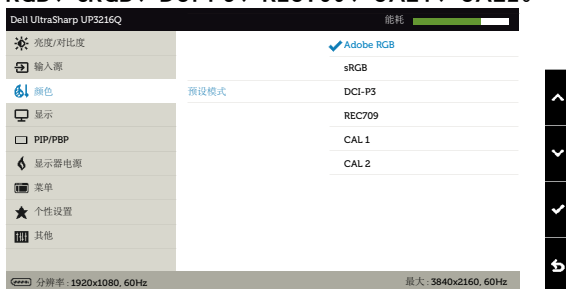 Dell UltraSharp UP3216Q
能耗
亮度/对比度
Adobe RGB
输入源
sRGB
颜色
预设模式
DCI-P3
显示
REC709
PIP/PBP
CAL 1
显示器电源
CAL 2
菜单
个性设置
其他
分辨率 : 1920x1080, 60Hz
最大 : 3840x2160, 60Hz